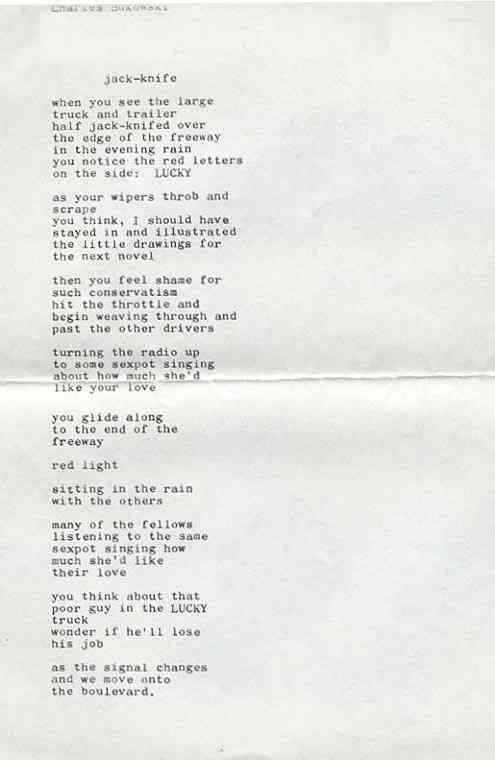 Charles Bukowski
jack-knife
when you see the large
truck and trailer
half jack-knifed over
the edge of the freeway
in the evening rain
you notice the red letters
on the side:  LUCKY
as your wipers throb and
scrape
you think, I should have
stayed in and illustrated
the little drawings for
the next novel
then you feel shame for
such conservatism
hit the throttle and
begin weaving through and
past the other drivers
turning the radio up
to some sexpot singing
about how much she'd
like your love
you glide along
to the end of the
freeway
red light
sitting in the rain
with the others
many of the fellows
listening to the same
sexpot singing how
much she'd like
their love
you think about that
poor guy in the LUCKY
truck
wonder if he'll lose
his job
as the signal changes
and we move onto
the boulevard.